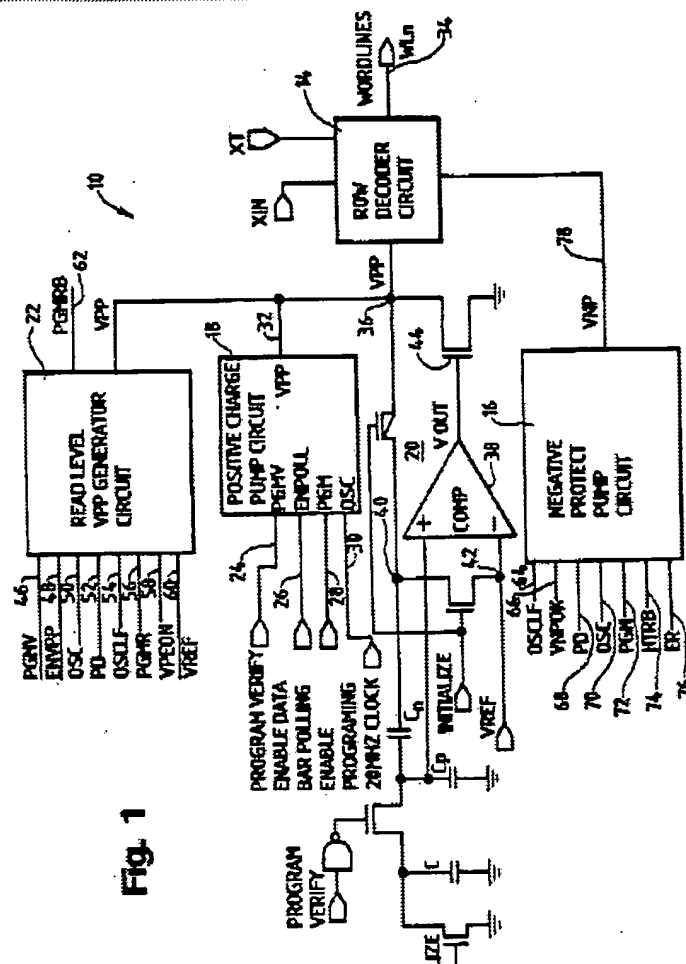 10
22
READ LEVEL
VPP GENERATOR
CIRCUIT
PGMV
46
ENVPP
48
OSC
50
PD
52
OSCLF
54
PGMR
56
VPEON
58
VREF
60
PGMRB
62
VPP
18
POSITIVE CHARGE
PUMP CIRCUIT
PGMV
ENPOLL
PGM
OSC
VPP
32
24
26
28
30
PROGRAM VERIFY
ENABLE DATA
BAR POLLING
ENABLE
PROGRAMING
20MHZ CLOCK
XIN
XT
14
ROW
DECODER
CIRCUIT
WORDLINES
WLn
34
VPP
36
40
20
V OUT
44
+
COMP
-
38
42
Cn
Cp
C
INITIALIZE
VREF
PROGRAM
VERIFY
IZE
16
NEGATIVE
PROTECT
PUMP
CIRCUIT
VNP
78
OSCLF
64
VNPOK
66
PD
68
OSC
70
PGM
72
HTRB
74
ER
76
Fig. 1